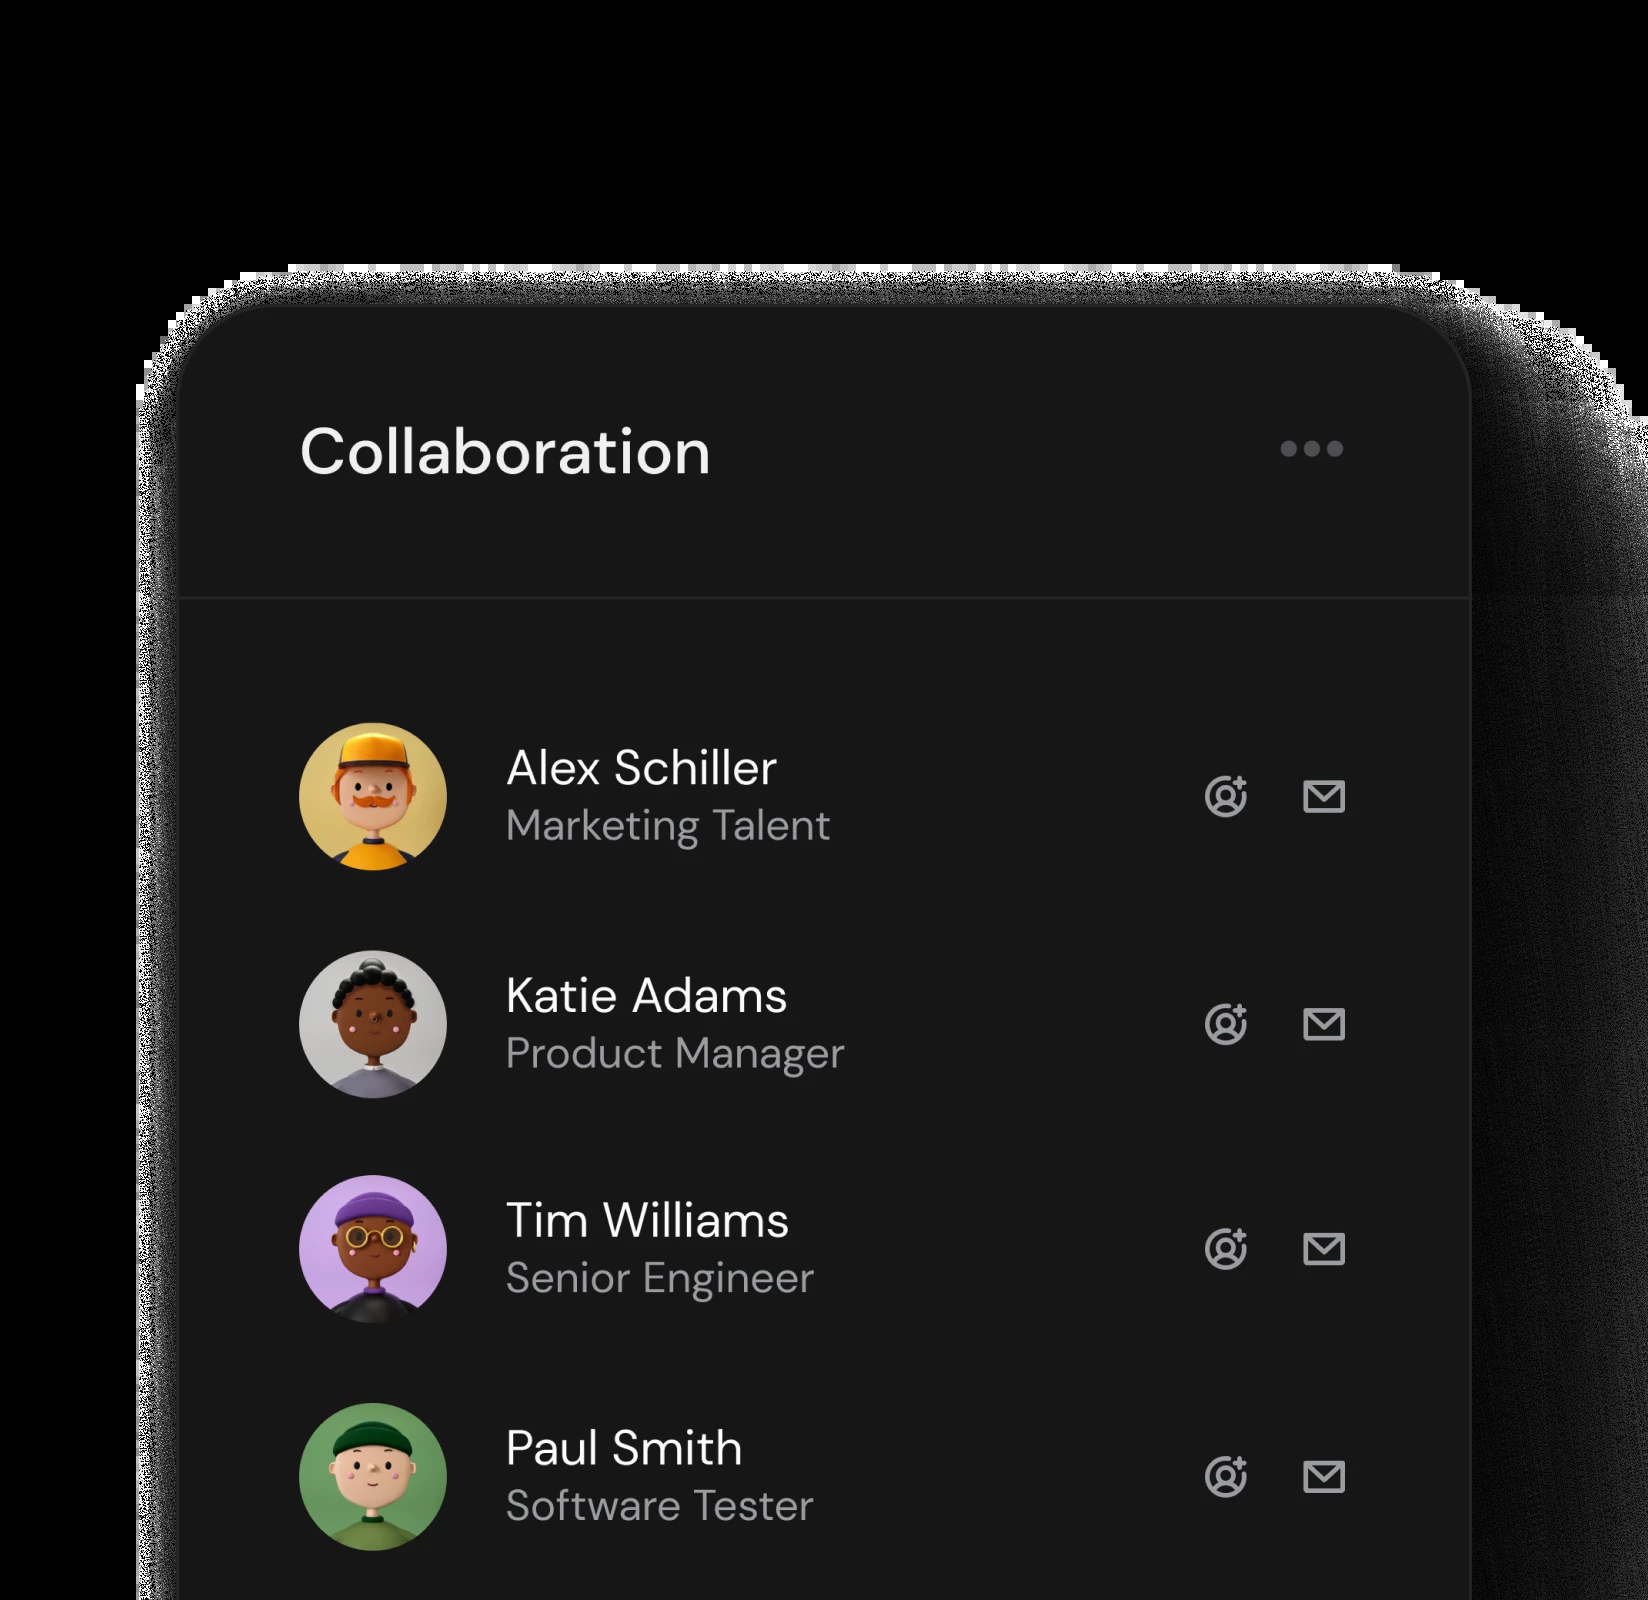 Collaboration
Alex Schiller
Marketing Talent
Katie Adams
Product Manager
Tim Williams
Senior Engineer
Paul Smith
Software Tester